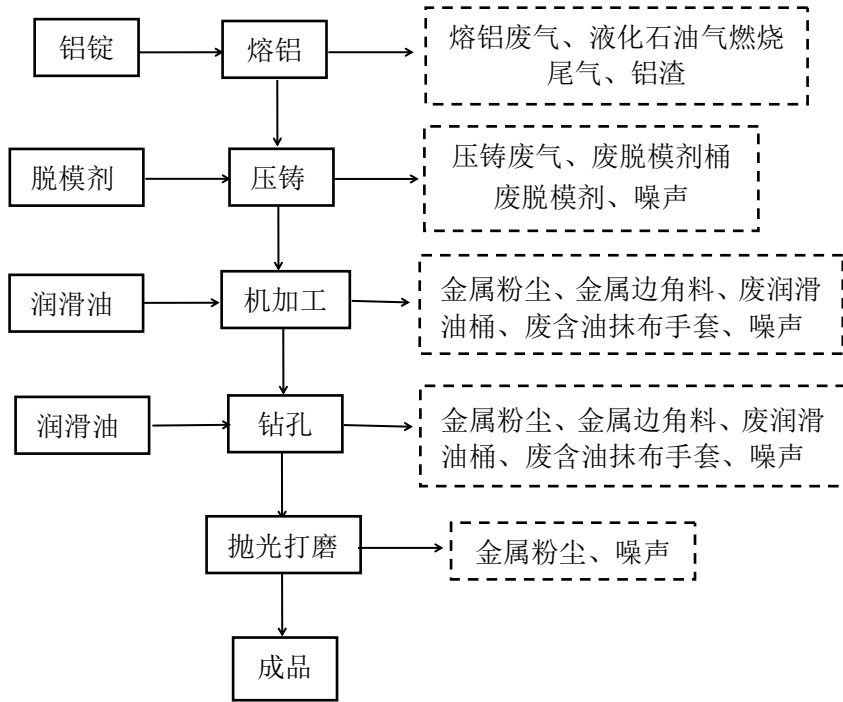 铝锭
熔铝
熔铝废气、液化石油气燃烧
尾气、铝渣
脱模剂
压铸
压铸废气、废脱模剂桶
废脱模剂、噪声
润滑油
机加工
金属粉尘、金属边角料、废润滑
油桶、废含油抹布手套、噪声
润滑油
钻孔
金属粉尘、金属边角料、废润滑
油桶、废含油抹布手套、噪声
抛光打磨
金属粉尘、噪声
成品